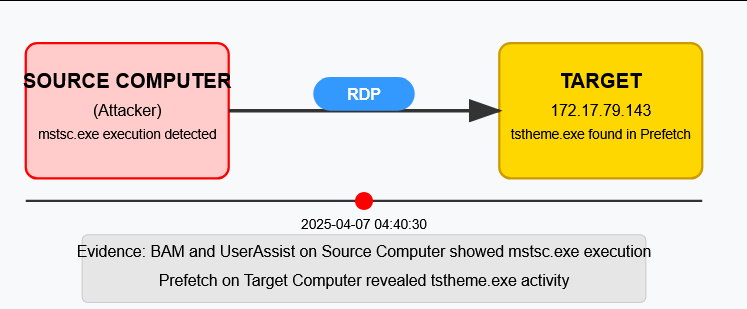 SOURCE COMPUTER
(Attacker)
mstsc.exe execution detected
RDP
TARGET
172.17.79.143
tstheme.exe found in Prefetch
2025-04-07 04:40:30
Evidence: BAM and UserAssist on Source Computer showed mstsc.exe execution
Prefetch on Target Computer revealed tstheme.exe activity